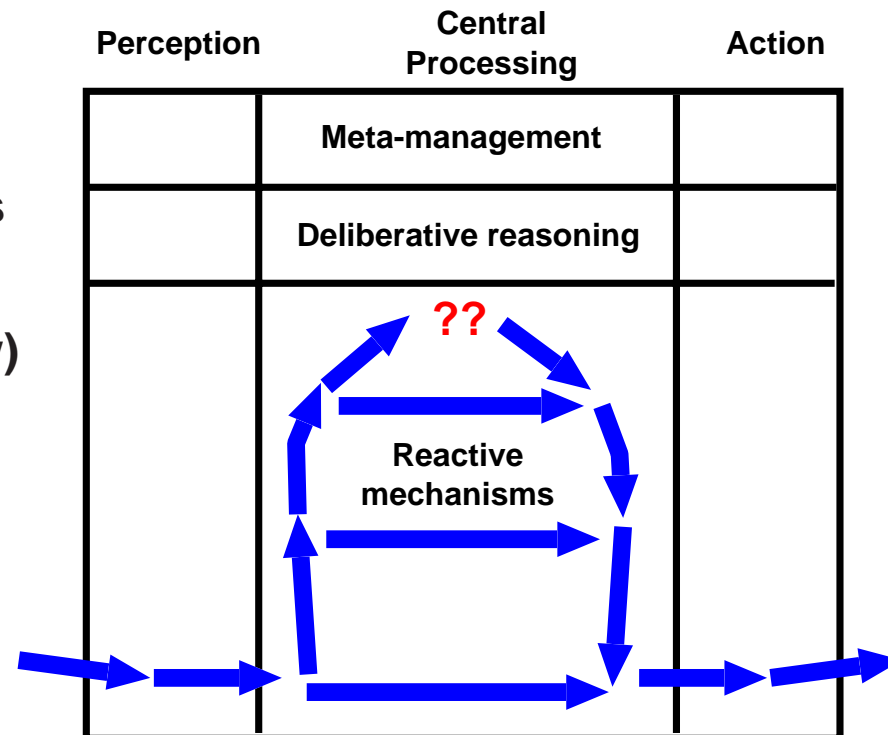 Perception
Central
Processing
Action
Meta-management
s
Deliberative reasoning
??
)
Reactive
mechanisms